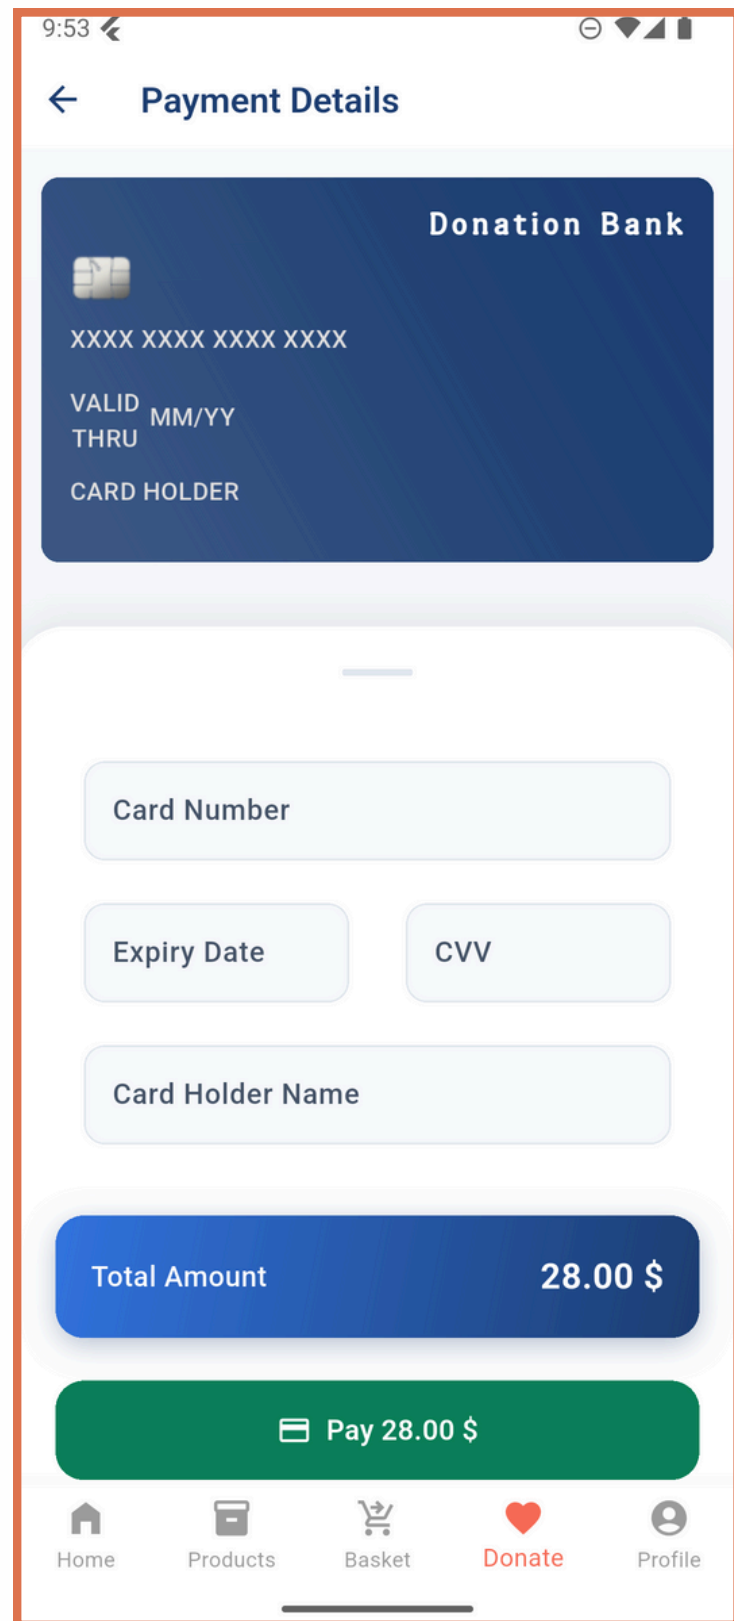 9:53
Payment Details
Donation Bank
XXXX XXXX XXXX XXXX
VALID THRU MM/YY
CARD HOLDER
Card Number
Expiry Date CVV
Card Holder Name
Total Amount 28.00 $
Pay 28.00 $
Home Products Basket Donate Profile